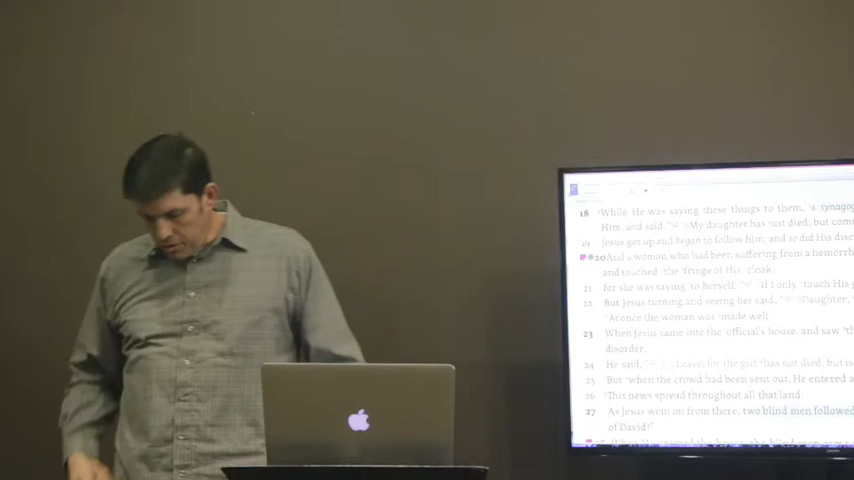 18 While He was saying these things to them, a synagog
Him, and said, "My daughter has just died; but come
19 Jesus got up and began to follow him, and so did His disc
20 And a woman who had been suffering from a hemorrh
and touched the fringe of His cloak;
21 for she was saying to herself, "If I only touch His g
22 But Jesus turning and seeing her said, "Daughter,
At once the woman was made well.
23 When Jesus came into the official's house, and saw th
disorder,
24 He said, "Leave; for the girl has not died, but is
25 But when the crowd had been sent out, He entered a
26 This news spread throughout all that land.
27 As Jesus went on from there, two blind men followed
of David!"